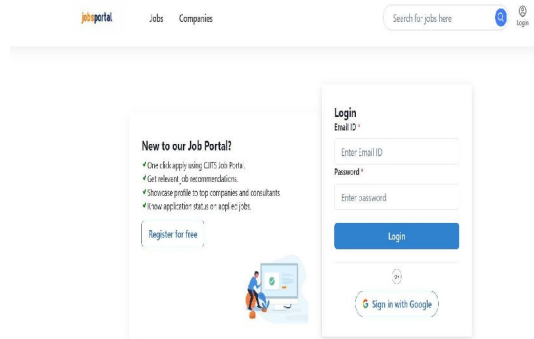 jobsportal
Jobs Companies
Search for jobs here
Login
New to our Job Portal?
One click apply using CJITS Job Portal.
Get relevant job recommendations.
Showcase profile to top companies and consultants
Know application status on applied jobs.
Register for free
Login
Email ID *
Enter Email ID
Password *
Enter password
Login
Sign in with Google